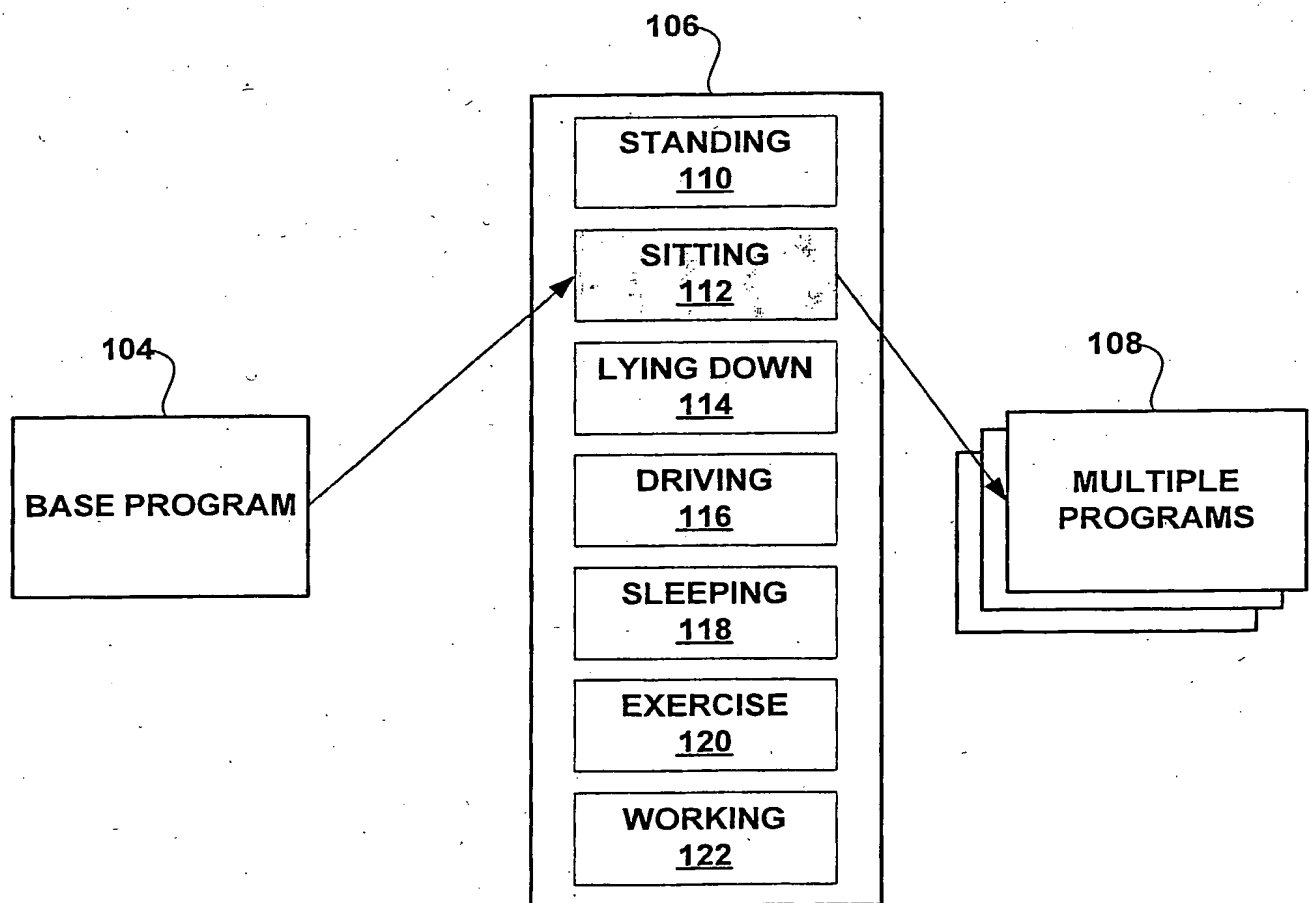 106
STANDING
110
SITTING
112
104
LYING DOWN
114
108
BASE PROGRAM
DRIVING
116
MULTIPLE
PROGRAMS
SLEEPING
118
EXERCISE
120
WORKING
122